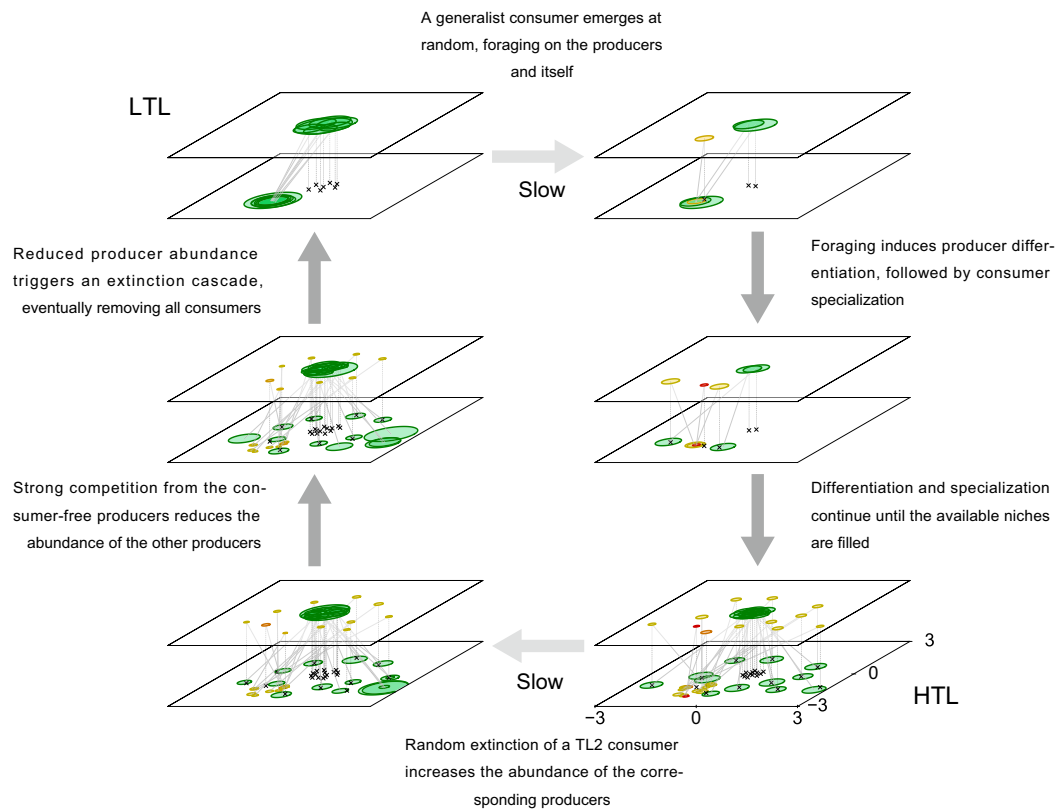 A generalist consumer emerges at
random, foraging on the producers
and itself
LTL
Slow
Reduced producer abundance
triggers an extinction cascade,
eventually removing all consumers
Foraging induces producer differ-
entiation, followed by consumer
specialization
Strong competition from the con-
sumer-free producers reduces the
abundance of the other producers
Differentiation and specialization
continue until the available niches
are filled
3
0
−3
HTL
Slow
−3
0
3
Random extinction of a TL2 consumer
increases the abundance of the corre-
sponding producers